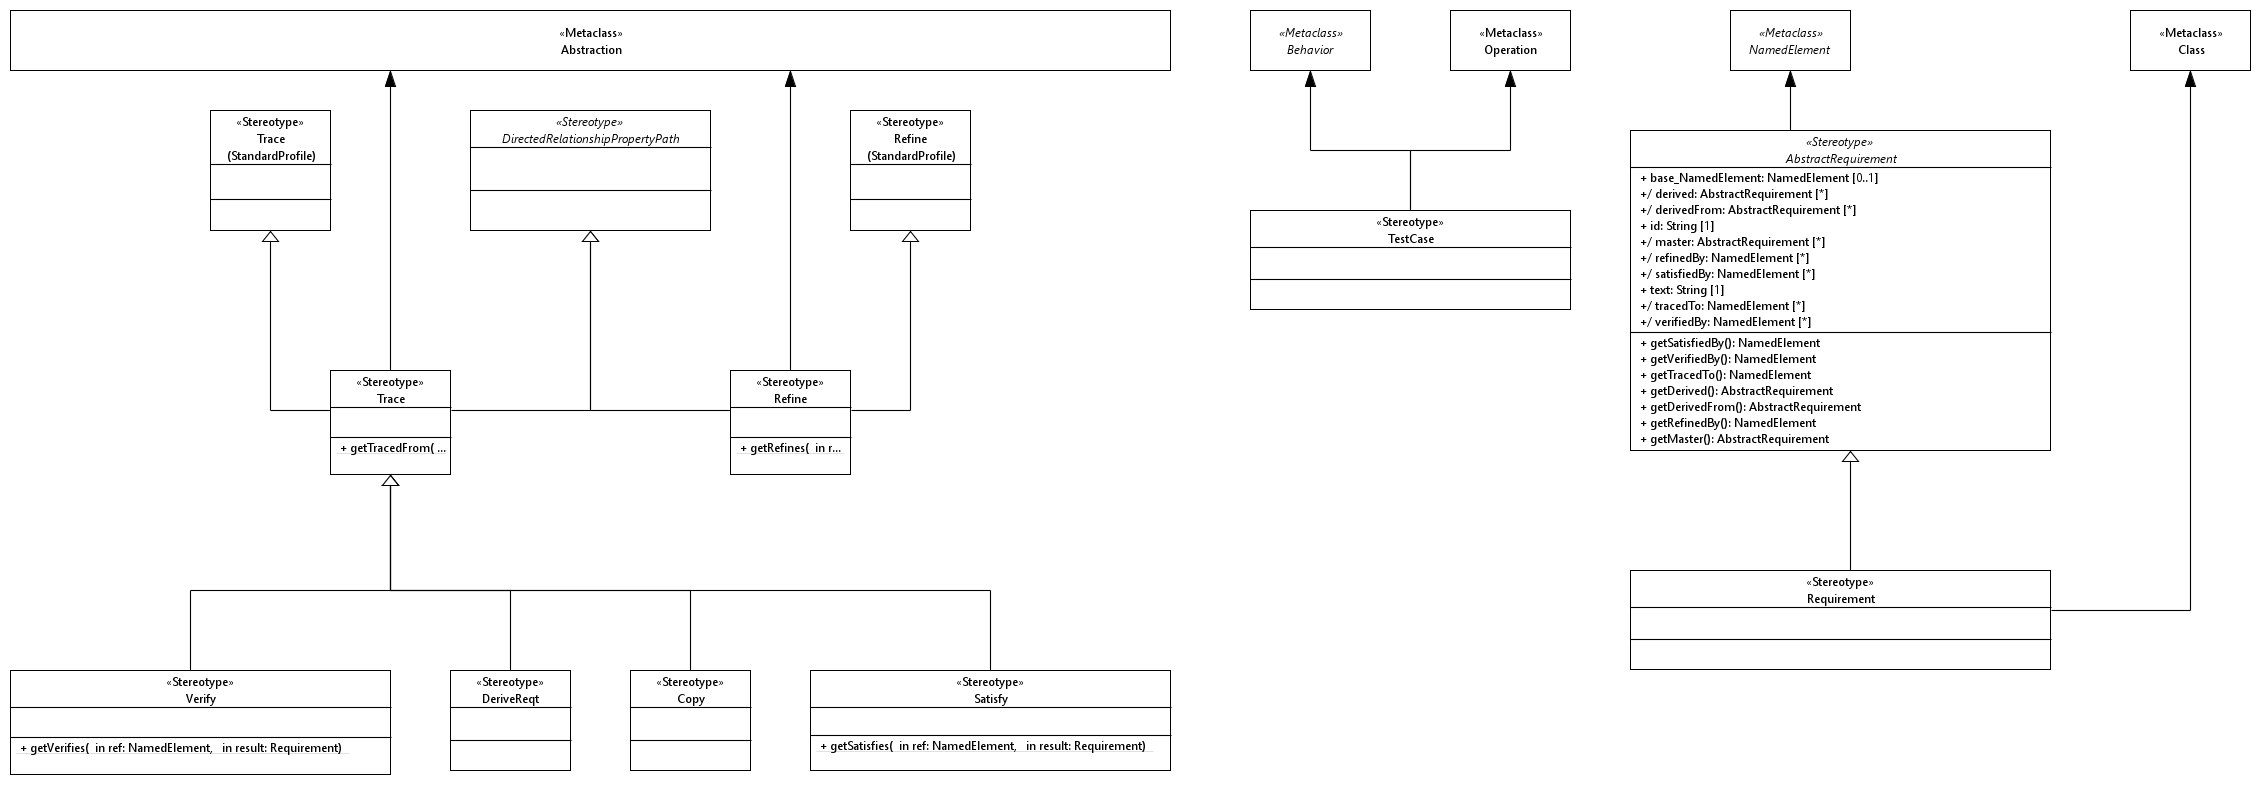 «Metaclass»
Abstraction
«Metaclass»
Behavior
«Metaclass»
Operation
«Metaclass»
NamedElement
«Metaclass»
Class
«Stereotype»
Trace
(StandardProfile)
«Stereotype»
DirectedRelationshipPropertyPath
«Stereotype»
Refine
(StandardProfile)
«Stereotype»
AbstractRequirement
+ base_NamedElement: NamedElement [0..1]
+/ derived: AbstractRequirement [*]
+/ derivedFrom: AbstractRequirement [*]
+ id: String [1]
+/ master: AbstractRequirement [*]
+/ refinedBy: NamedElement [*]
+/ satisfiedBy: NamedElement [*]
+ text: String [1]
+/ tracedTo: NamedElement [*]
+/ verifiedBy: NamedElement [*]
+ getSatisfiedBy(): NamedElement
+ getVerifiedBy(): NamedElement
+ getTracedTo(): NamedElement
+ getDerived(): AbstractRequirement
+ getDerivedFrom(): AbstractRequirement
+ getRefinedBy(): NamedElement
+ getMaster(): AbstractRequirement
«Stereotype»
TestCase
«Stereotype»
Trace
+ getTracedFrom( ...
«Stereotype»
Refine
+ getRefines( in r...
«Stereotype»
Requirement
«Stereotype»
Verify
+ getVerifies( in ref: NamedElement, in result: Requirement)
«Stereotype»
DeriveReqt
«Stereotype»
Copy
«Stereotype»
Satisfy
+ getSatisfies( in ref: NamedElement, in result: Requirement)